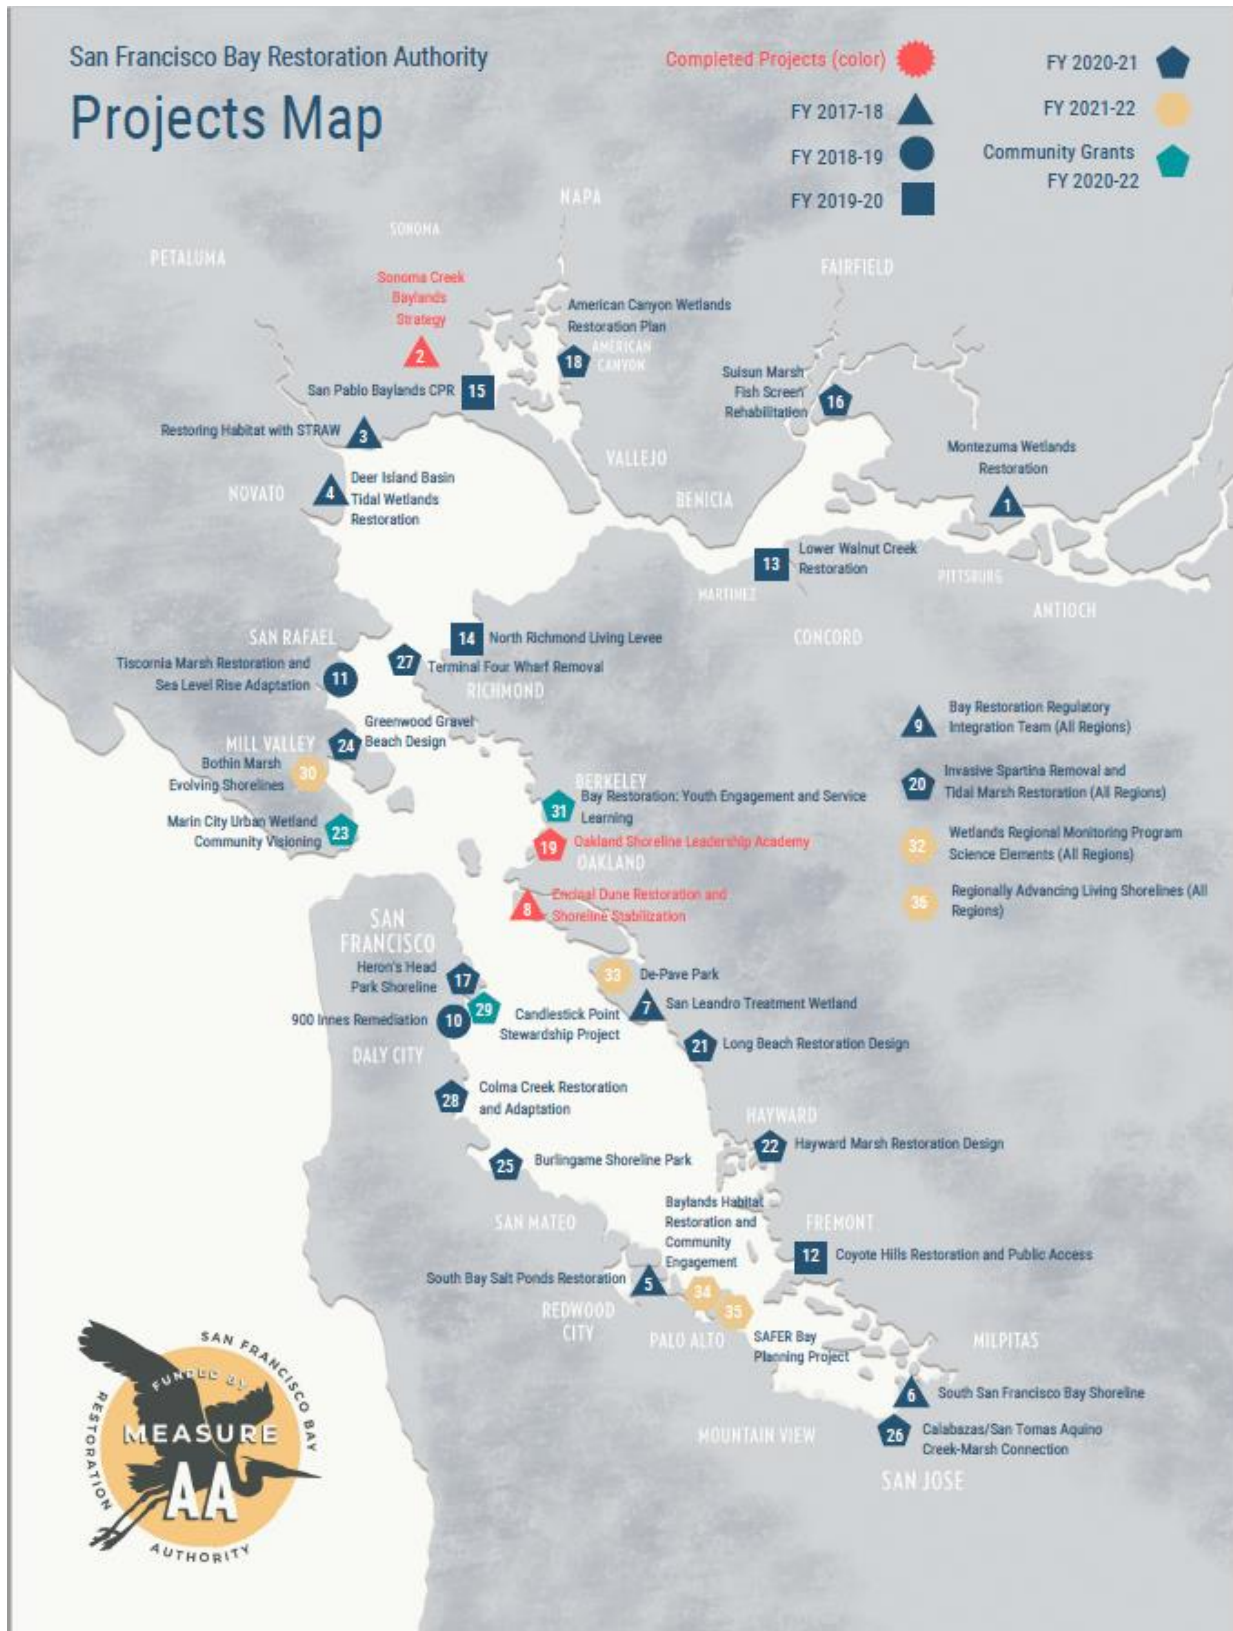 San Francisco Bay Restoration Authority
Projects Map
Completed Projects (color)
FY 2017-18
FY 2018-19
FY 2019-20
FY 2020-21
FY 2021-22
Community Grants
FY 2020-22
NAPA
SONOMA
PETALUMA
FAIRFIELD
Sonoma Creek
Baylands
Strategy
2
American Canyon Wetlands
Restoration Plan
AMERICAN
CANYON
18
San Pablo Baylands CPR
15
Suisun Marsh
Fish Screen
Rehabilitation
16
Restoring Habitat with STRAW
3
Montezuma Wetlands
Restoration
1
VALLEJO
NOVATO
4
Deer Island Basin
Tidal Wetlands
Restoration
BENICIA
13
Lower Walnut Creek
Restoration
MARTINEZ
PITTSBURG
ANTIOCH
CONCORD
SAN RAFAEL
14
North Richmond Living Levee
27
Terminal Four Wharf Removal
RICHMOND
Tiscornia Marsh Restoration and
Sea Level Rise Adaptation
11
9
Bay Restoration Regulatory
Integration Team (All Regions)
20
Invasive Spartina Removal and
Tidal Marsh Restoration (All Regions)
32
Wetlands Regional Monitoring Program
Science Elements (All Regions)
36
Regionally Advancing Living Shorelines (All
Regions)
MILL VALLEY
24
Greenwood Gravel
Beach Design
Bothin Marsh
Evolving Shorelines
30
Marin City Urban Wetland
Community Visioning
23
BERKELEY
31
Bay Restoration: Youth Engagement and Service
Learning
19
Oakland Shoreline Leadership Academy
OAKLAND
8
Encinal Dune Restoration and
Shoreline Stabilization
SAN
FRANCISCO
Heron's Head
Park Shoreline
17
33
De-Pave Park
7
San Leandro Treatment Wetland
900 Innes Remediation
10
29
Candlestick Point
Stewardship Project
21
Long Beach Restoration Design
DALY CITY
28
Colma Creek Restoration
and Adaptation
HAYWARD
22
Hayward Marsh Restoration Design
25
Burlingame Shoreline Park
SAN MATEO
Baylands Habitat
Restoration and
Community
Engagement
FREMONT
12
Coyote Hills Restoration and Public Access
South Bay Salt Ponds Restoration
5
34
35
REDWOOD
CITY
PALO ALTO
SAFER Bay
Planning Project
MILPITAS
6
South San Francisco Bay Shoreline
26
Calabazas/San Tomas Aquino
Creek-Marsh Connection
MOUNTAIN VIEW
SAN JOSE
SAN FRANCISCO BAY
RESTORATION
AUTHORITY
FUNDED BY
MEASURE
AA